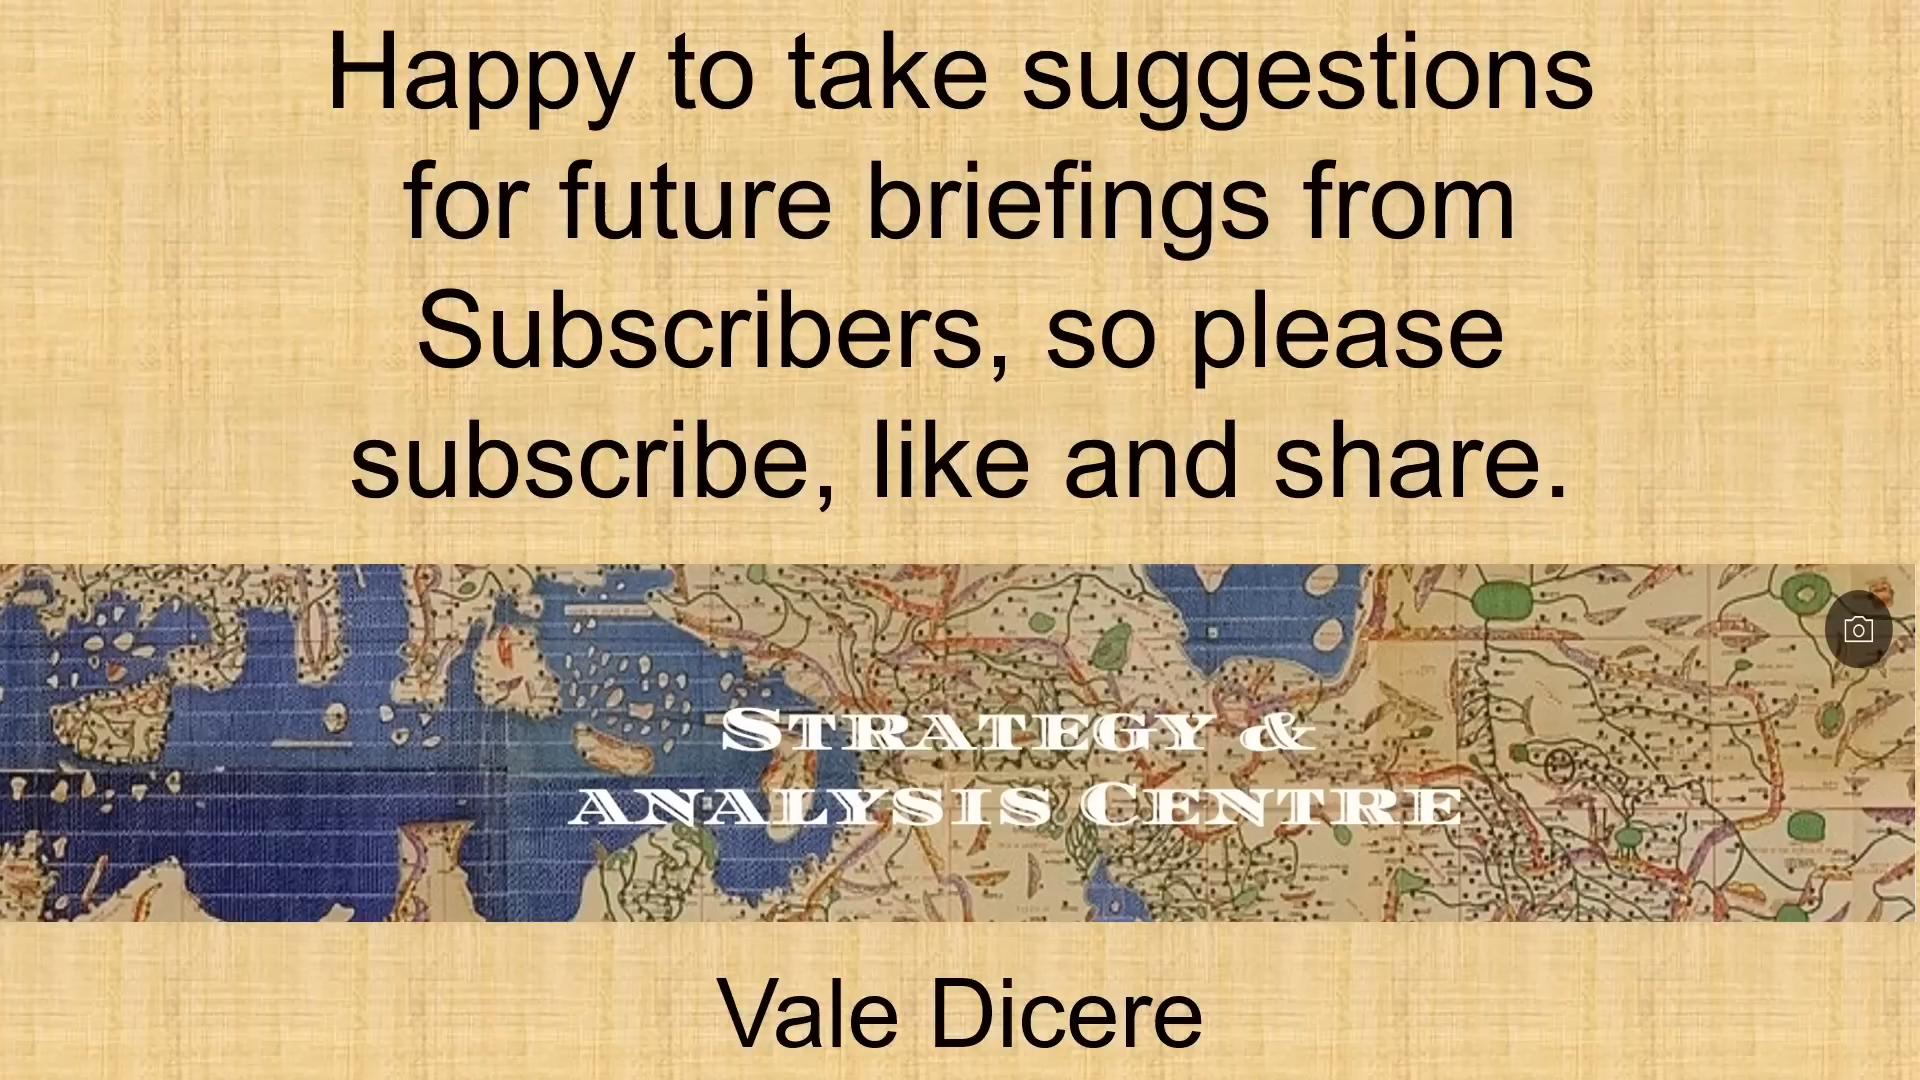 Happy to take suggestions
for future briefings from
Subscribers, so please
subscribe, like and share.
STRATEGY &
ANALYSIS CENTRE
Vale Dicere